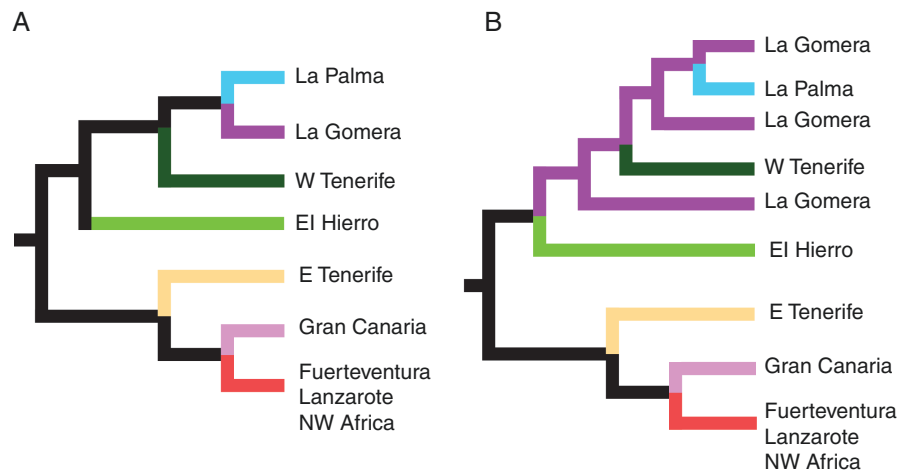 A
La Palma
La Gomera
W Tenerife
El Hierro
E Tenerife
Gran Canaria
Fuerteventura
Lanzarote
NW Africa
B
La Gomera
La Palma
La Gomera
W Tenerife
La Gomera
El Hierro
E Tenerife
Gran Canaria
Fuerteventura
Lanzarote
NW Africa